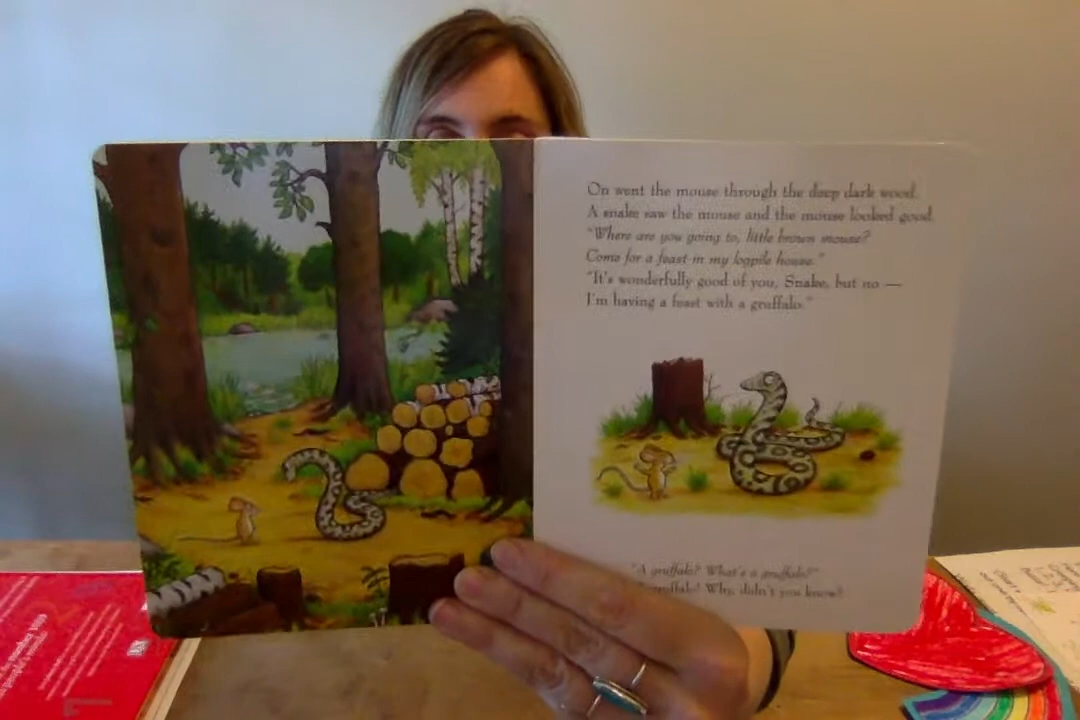 On went the mouse through the deep dark wood.
A snake saw the mouse and the mouse looked good.
"Where are you going to, little brown mouse?
Come for a feast in my logpile house."
"It's wonderfully good of you, Snake, but no —
I'm having a feast with a gruffalo."
"A gruffalo? What's a gruffalo?"
gruffalo! Why, didn't you know?